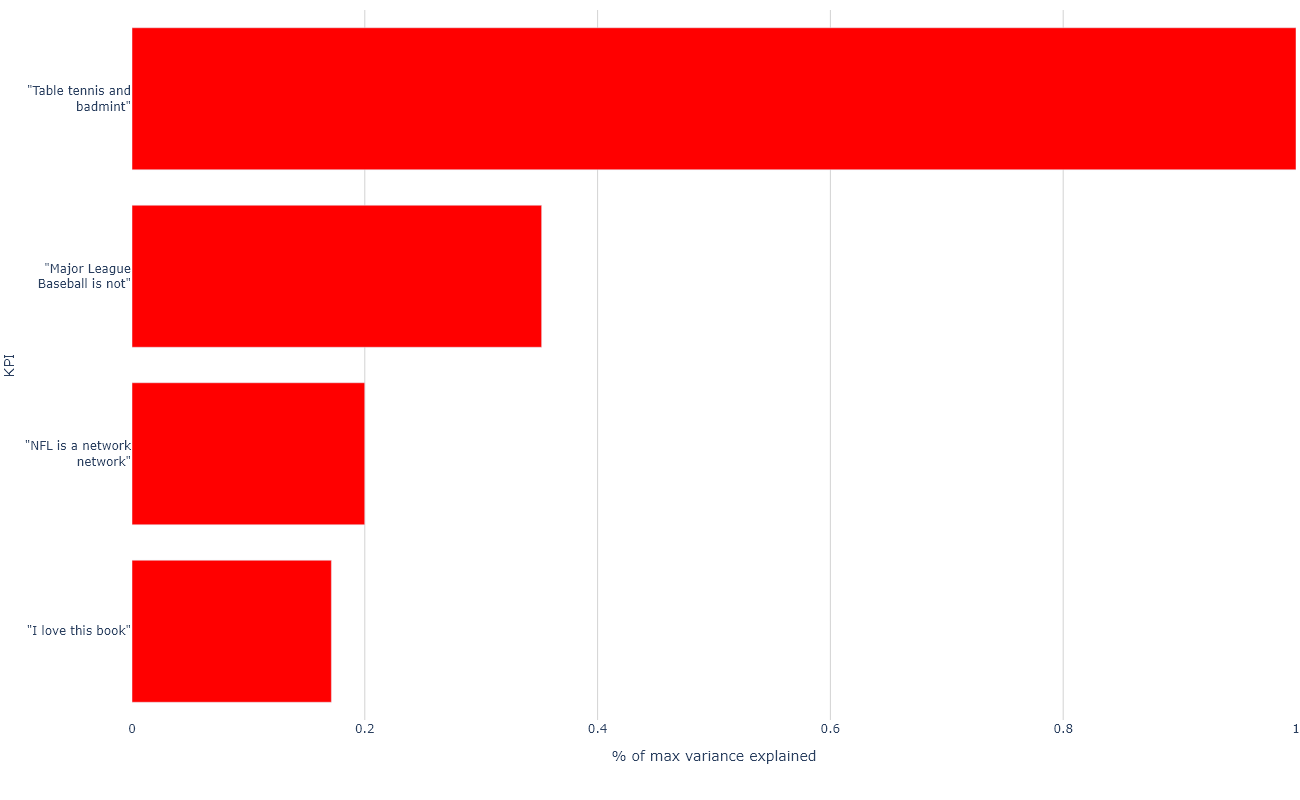 "Table tennis and
badmint"
"Major League
Baseball is not"
KPI
"NFL is a network
network"
"I love this book"
0
0.2
0.4
0.6
0.8
1
% of max variance explained